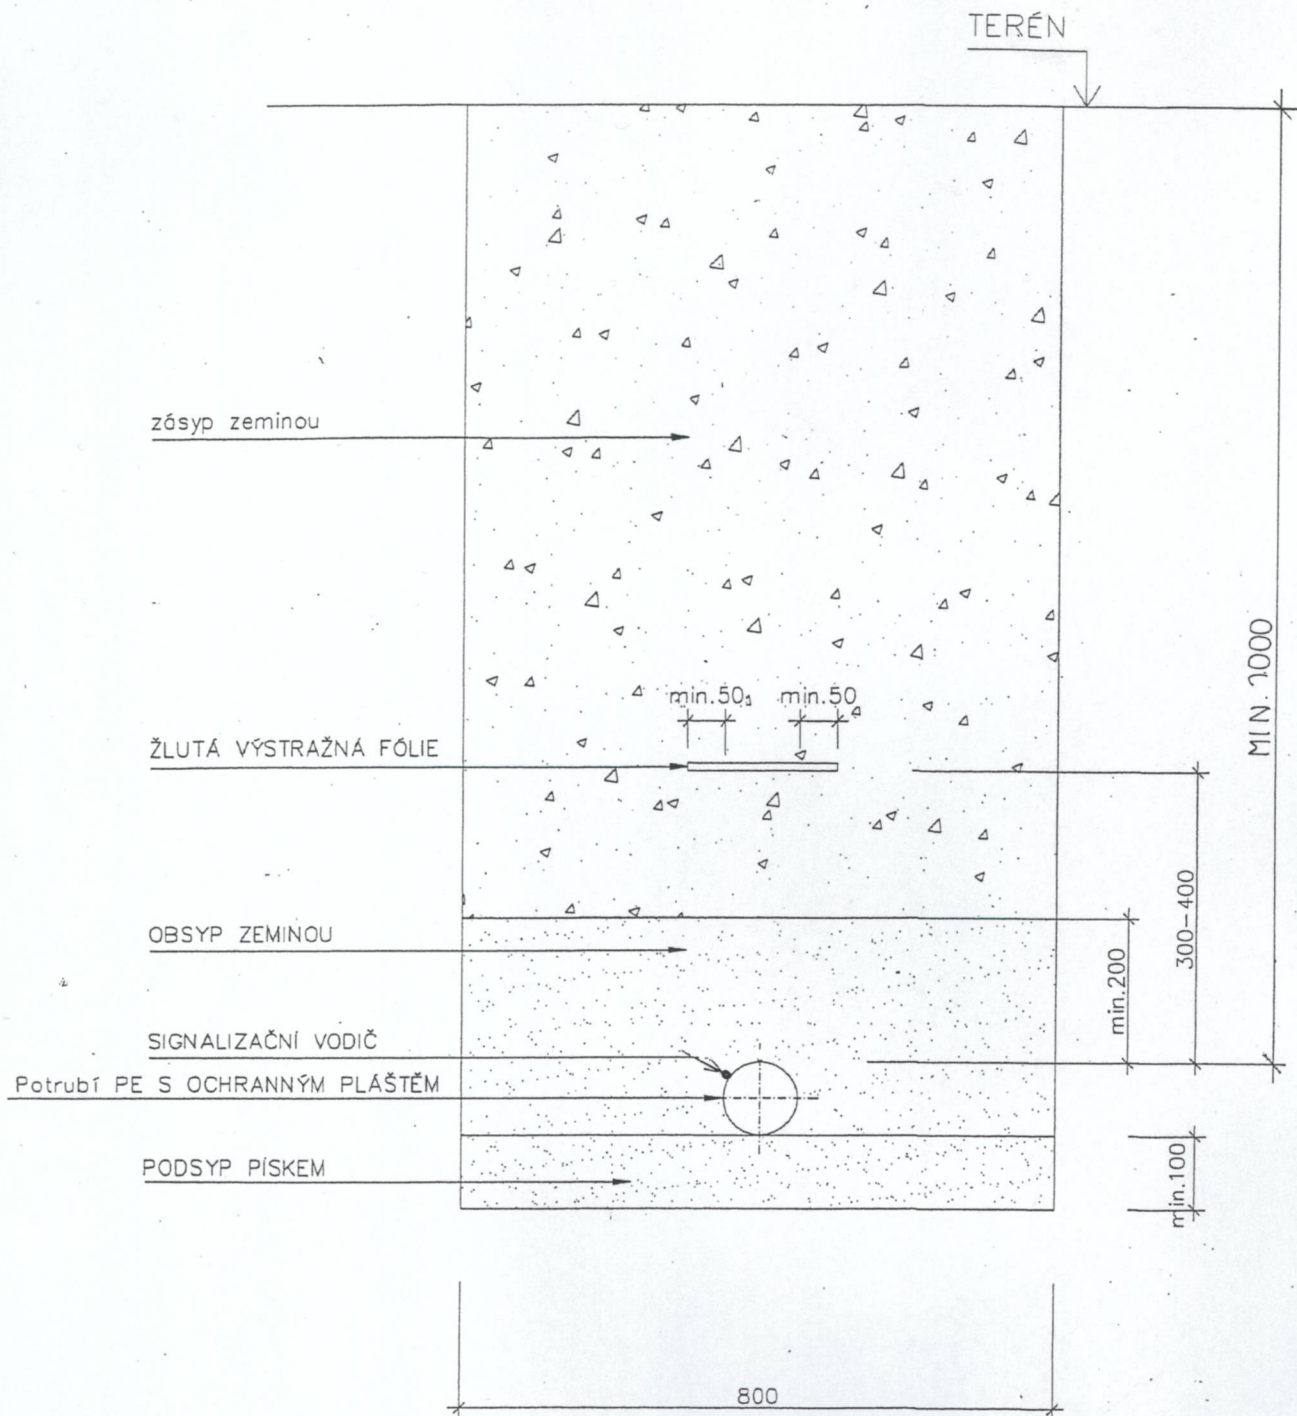 TERÉN
zásyp zeminou
min.50
min.50
MIN. 1000
ŽLUTÁ VÝSTRAŽNÁ FÓLIE
OBSYP ZEMINOU
300-400
min.200
SIGNALIZAČNÍ VODIČ
Potrubí PE S OCHRANNÝM PLÁŠTĚM
PODSYP PÍSKEM
min.100
800